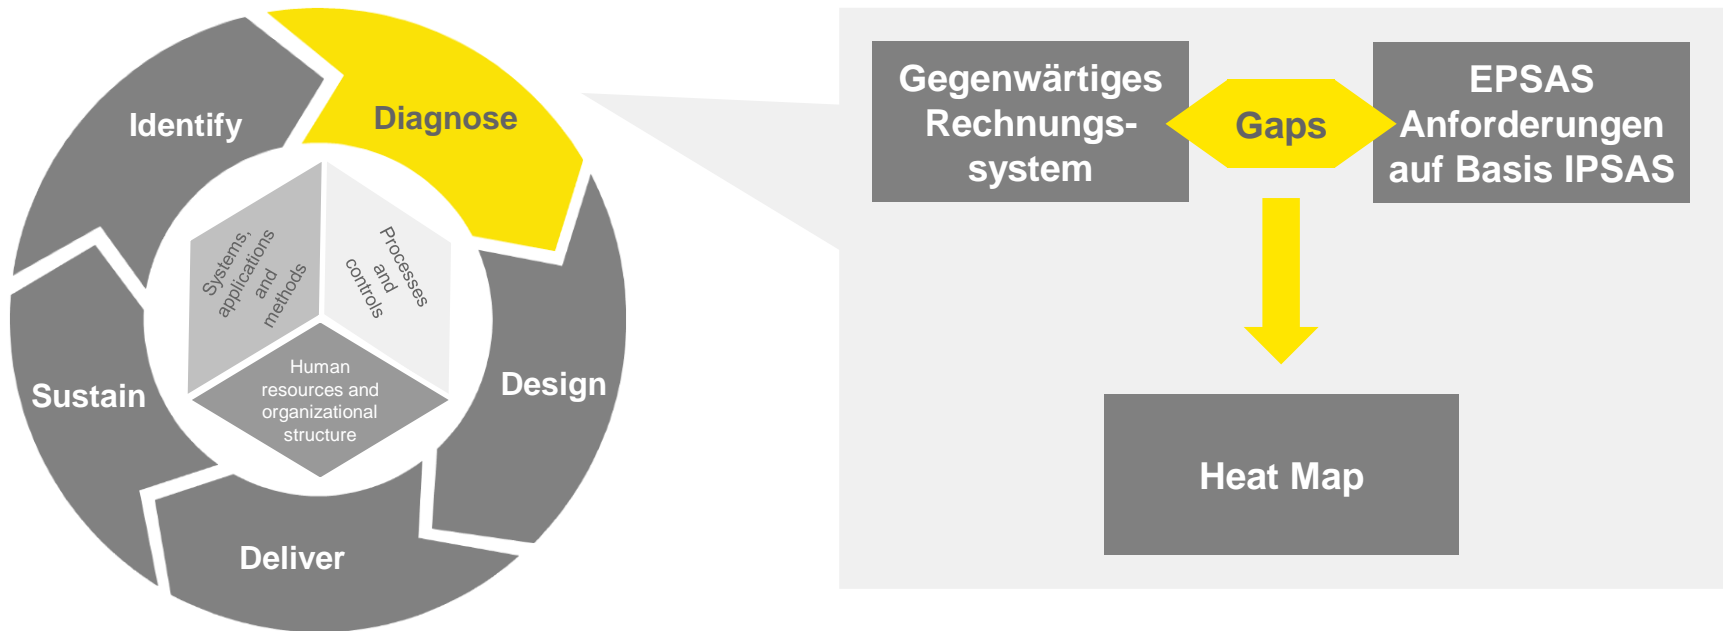 Identify
Diagnose
Design
Deliver
Sustain
Systems,
applications
and
methods
Processes
and
controls
Human
resources and
organizational
structure
Gegenwärtiges
Rechnungs-
system
Gaps
EPSAS
Anforderungen
auf Basis IPSAS
Heat Map